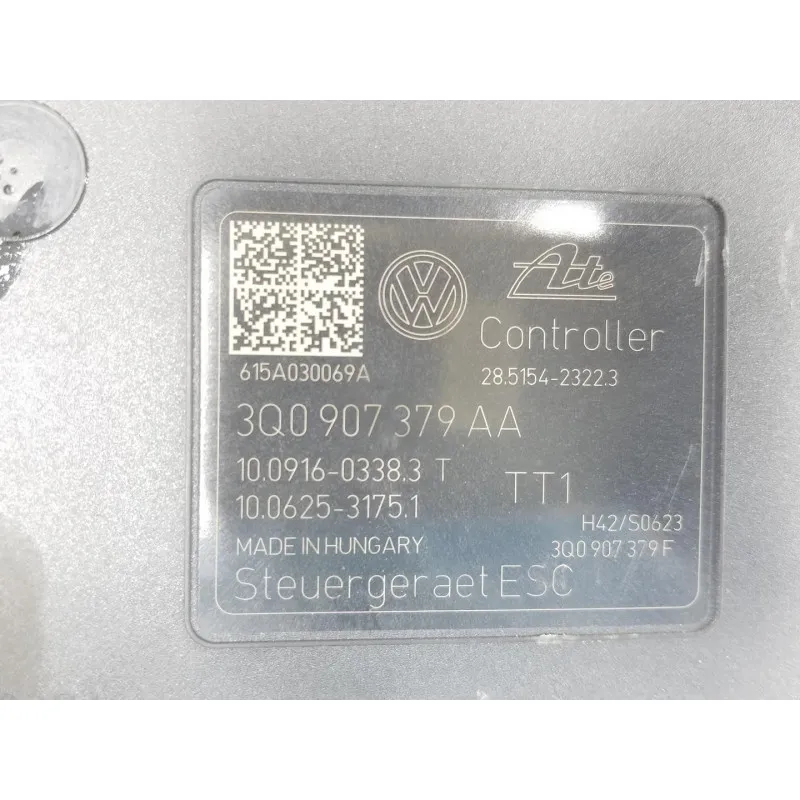 VW
Ate
Controller
615A030069A
28.5154-2322.3
3Q0 907 379 AA
10.0916-0338.3 T
TT1
10.0625-3175.1
H42/S0623
MADE IN HUNGARY
3Q0 907 379 F
Steuergeraet ESC